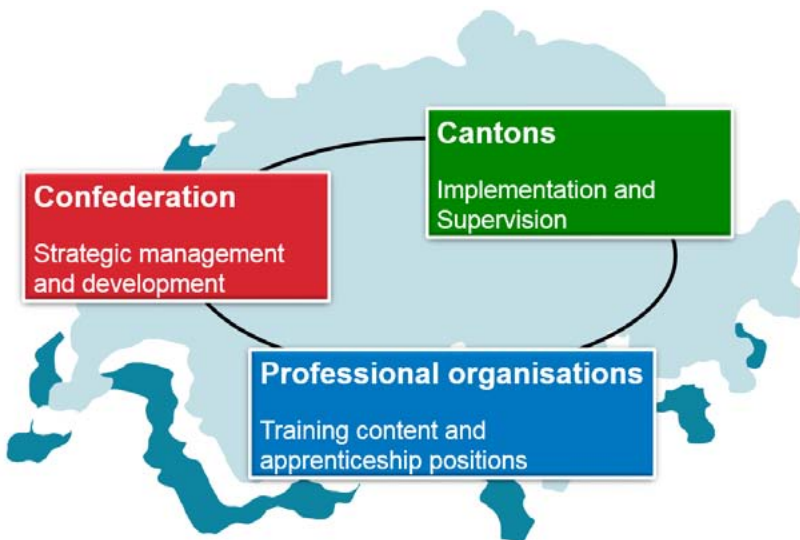 Cantons
Implementation and
Supervision
Confederation
Strategic management
and development
Professional organisations
Training content and
apprenticeship positions